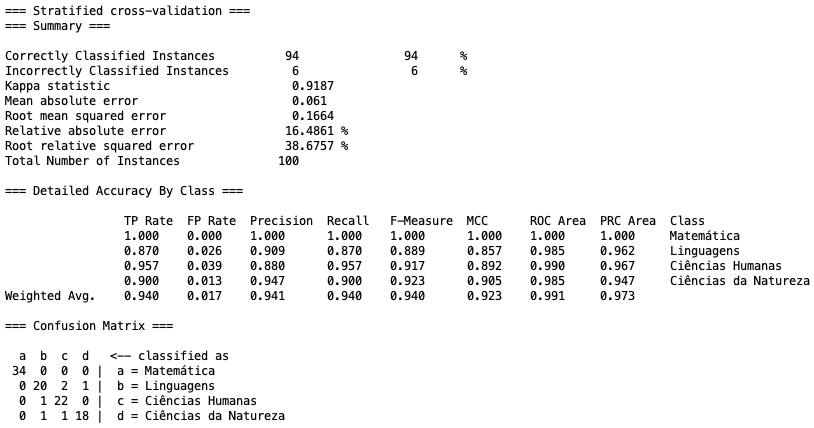 === Stratified cross-validation ===
=== Summary ===
Correctly Classified Instances 94 94 %
Incorrectly Classified Instances 6 6 %
Kappa statistic 0.9187
Mean absolute error 0.061
Root mean squared error 0.1664
Relative absolute error 16.4861 %
Root relative squared error 38.6757 %
Total Number of Instances 100
=== Detailed Accuracy By Class ===
TP Rate FP Rate Precision Recall F-Measure MCC ROC Area PRC Area Class
1.000 0.000 1.000 1.000 1.000 1.000 1.000 1.000 Matemática
0.870 0.026 0.909 0.870 0.889 0.857 0.985 0.962 Linguagens
0.957 0.039 0.880 0.957 0.917 0.892 0.990 0.967 Ciências Humanas
0.900 0.013 0.947 0.900 0.923 0.905 0.985 0.947 Ciências da Natureza
Weighted Avg. 0.940 0.017 0.941 0.940 0.940 0.923 0.991 0.973
=== Confusion Matrix ===
a b c d <-- classified as
34 0 0 0 | a = Matemática
0 20 2 1 | b = Linguagens
0 1 22 0 | c = Ciências Humanas
0 1 1 18 | d = Ciências da Natureza